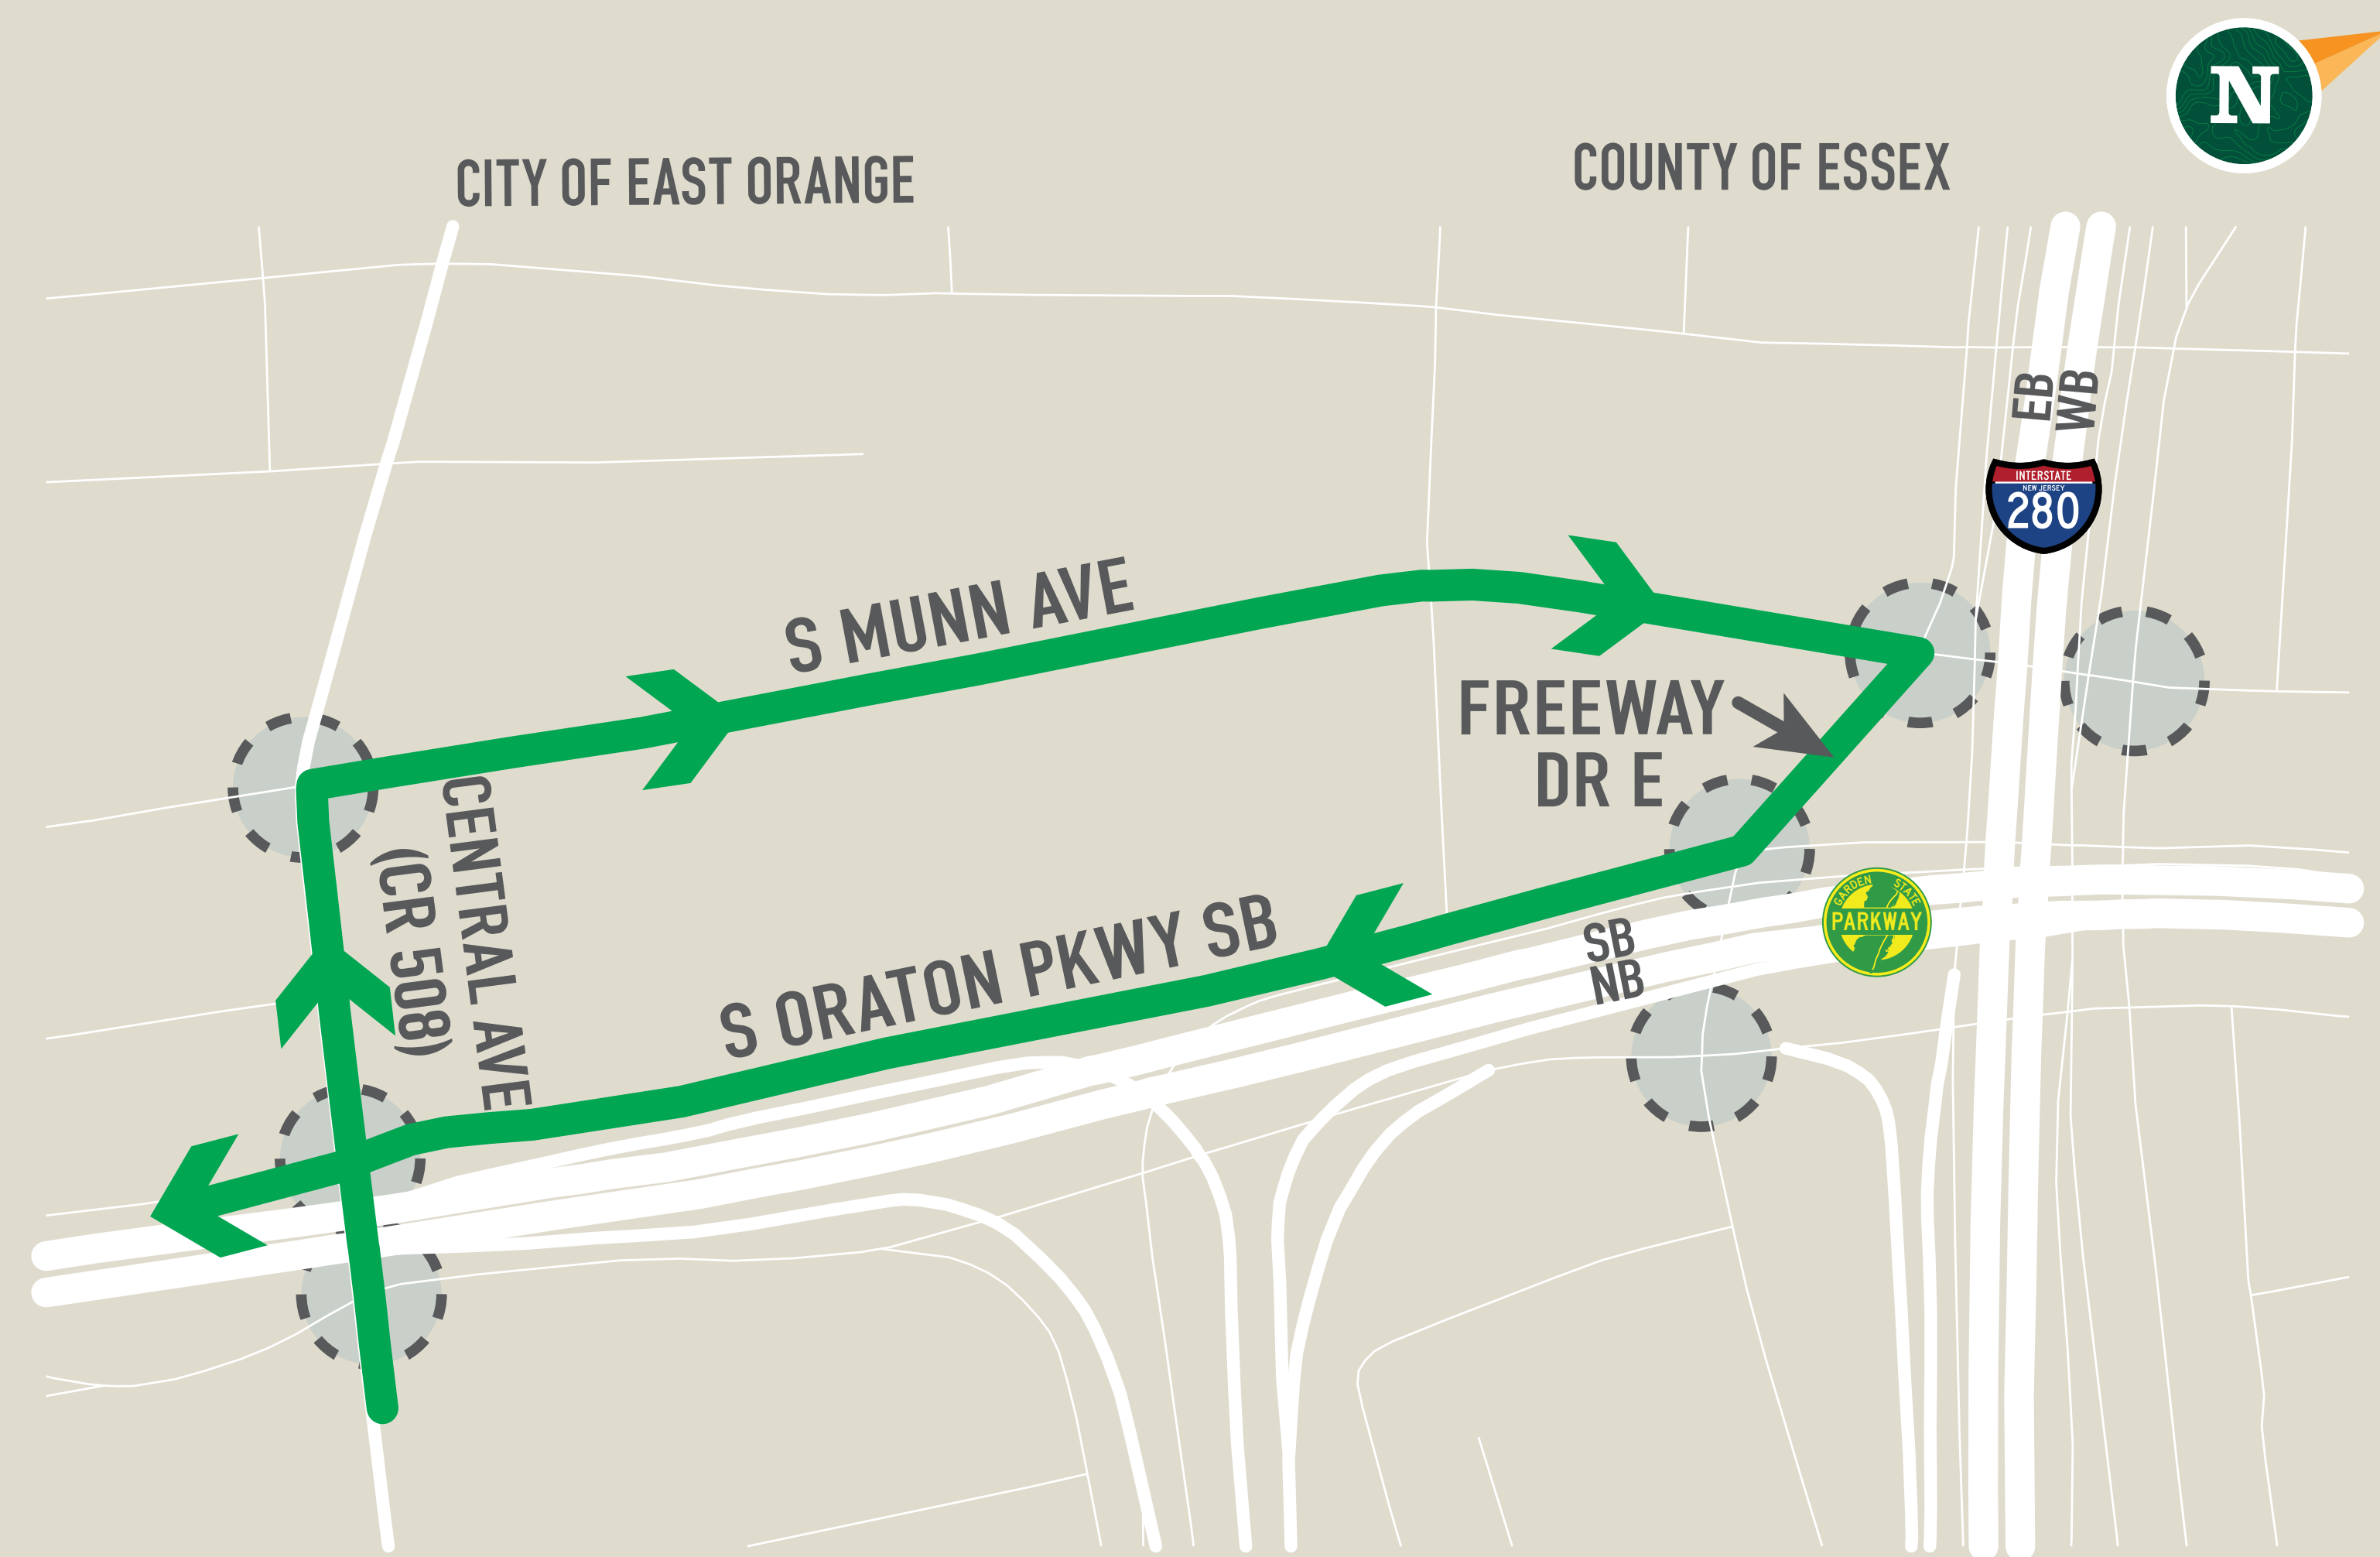 N
CITY OF EAST ORANGE
COUNTY OF ESSEX
EB
WB
INTERSTATE
NEW JERSEY
280
S MUNN AVE
FREEWAY
DR E
CENTRAL AVE
(CR 508)
S ORATON PKWY SB
SB
NB
GARDEN STATE
PARKWAY